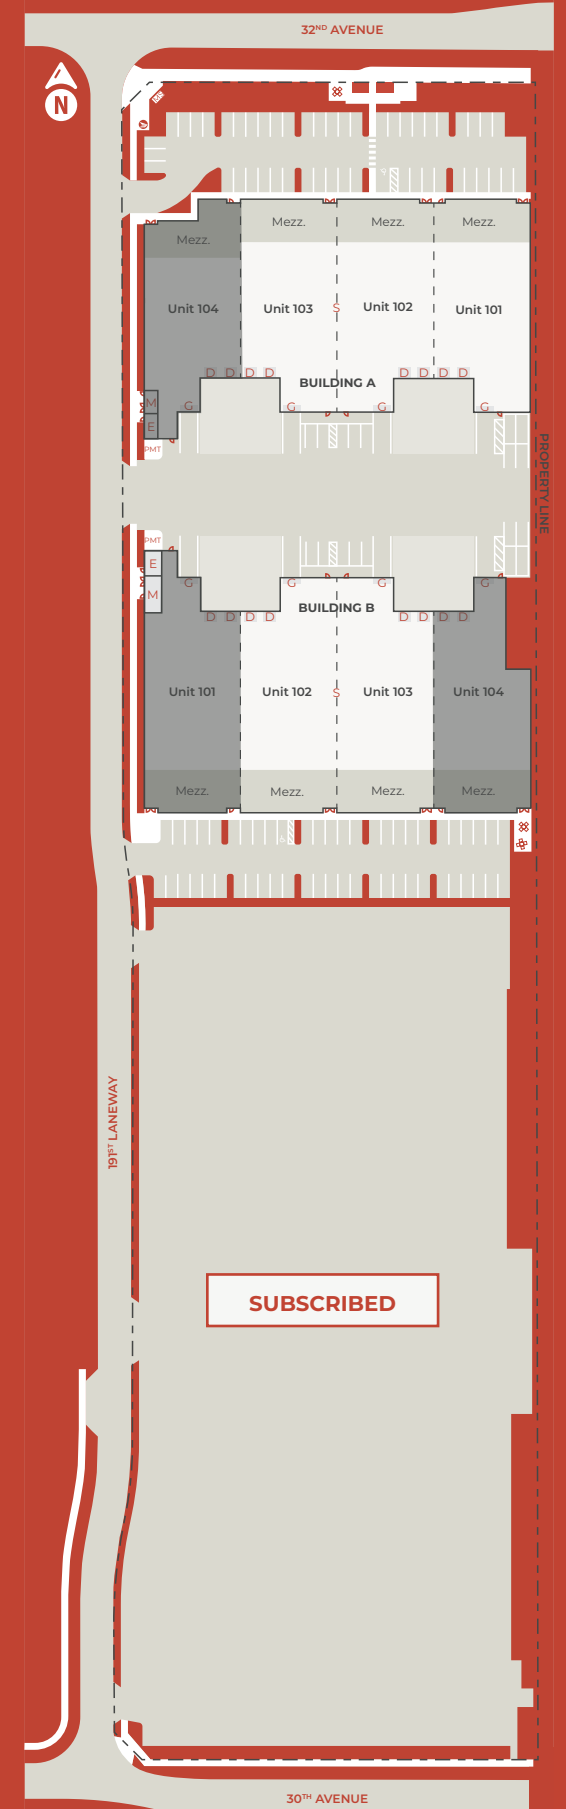 32ND AVENUE
N
Mezz.
Mezz.
Mezz.
Mezz.
Unit 104
Unit 103
S
Unit 102
Unit 101
D D D D
D D D D
BUILDING A
M
G
G
G
G
E
PMT
PROPERTY LINE
PMT
E
G
G
G
G
M
BUILDING B
D D D D
D D D D
Unit 101
Unit 102
S
Unit 103
Unit 104
Mezz.
Mezz.
Mezz.
Mezz.
191ST LANEWAY
SUBSCRIBED
30TH AVENUE